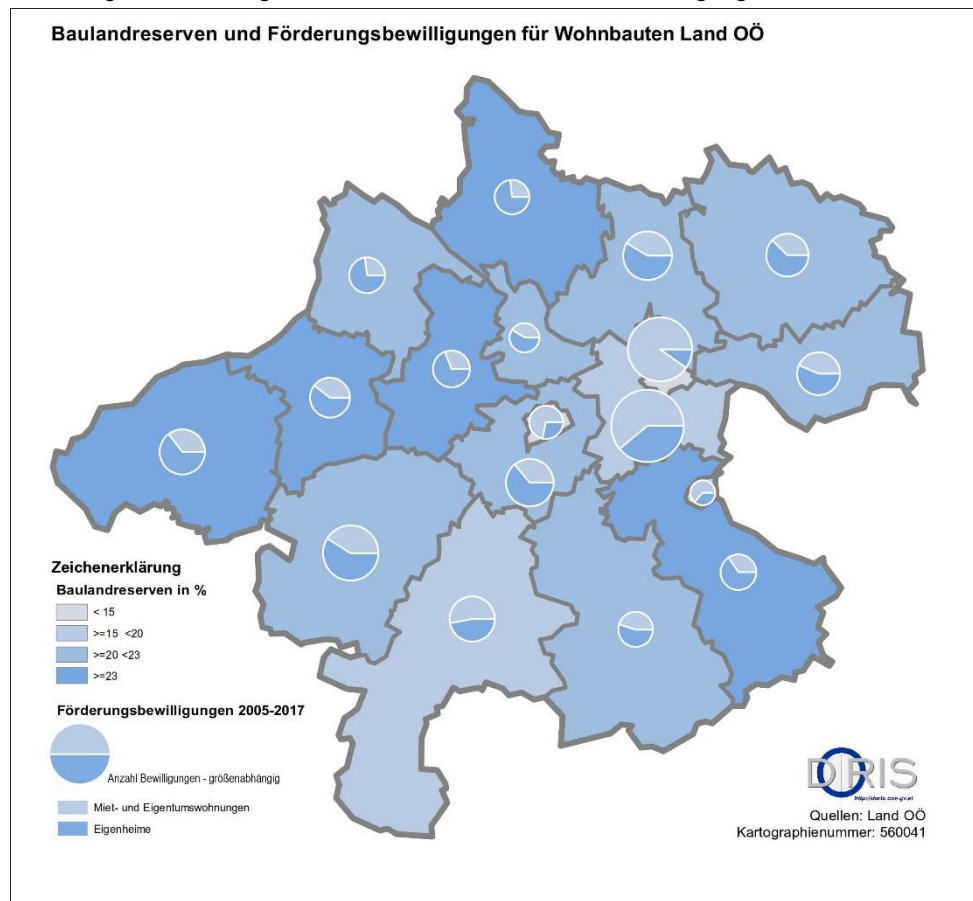 Baulandreserven und Förderungsbewilligungen für Wohnbauten Land OÖ
Zeichenerklärung
Baulandreserven in %
< 15
>=15 <20
>=20 <23
>=23
Förderungsbewilligungen 2005-2017
Anzahl Bewilligungen - größenabhängig
Miet- und Eigentumswohnungen
Eigenheime
DORIS
Quellen: Land OÖ
Kartographienummer: 560041